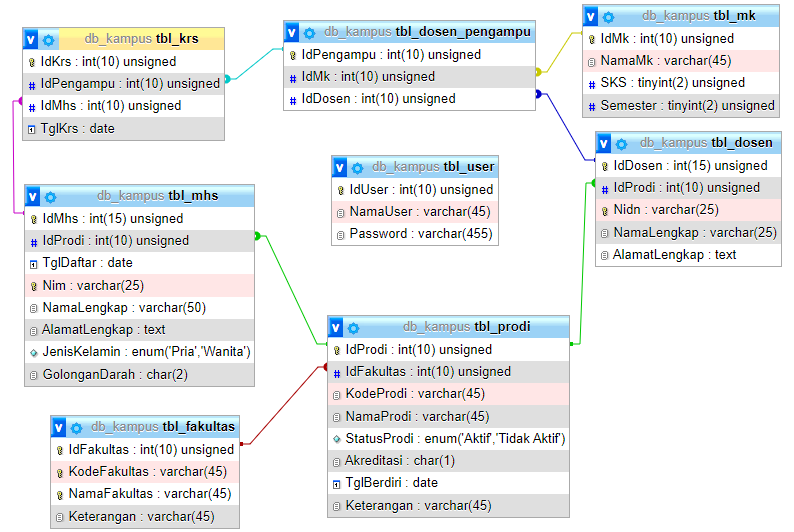 db_kampus tbl_krs
IdKrs : int(10) unsigned
IdPengampu : int(10) unsigned
IdMhs : int(10) unsigned
TglKrs : date
db_kampus tbl_dosen_pengampu
IdPengampu : int(10) unsigned
IdMk : int(10) unsigned
IdDosen : int(10) unsigned
db_kampus tbl_mk
IdMk : int(10) unsigned
NamaMk : varchar(45)
SKS : tinyint(2) unsigned
Semester : tinyint(2) unsigned
db_kampus tbl_dosen
IdDosen : int(15) unsigned
IdProdi : int(10) unsigned
Nidn : varchar(25)
NamaLengkap : varchar(25)
AlamatLengkap : text
db_kampus tbl_user
IdUser : int(10) unsigned
NamaUser : varchar(45)
Password : varchar(455)
db_kampus tbl_mhs
IdMhs : int(15) unsigned
IdProdi : int(10) unsigned
TglDaftar : date
Nim : varchar(25)
NamaLengkap : varchar(50)
AlamatLengkap : text
JenisKelamin : enum('Pria','Wanita')
GolonganDarah : char(2)
db_kampus tbl_prodi
IdProdi : int(10) unsigned
IdFakultas : int(10) unsigned
KodeProdi : varchar(45)
NamaProdi : varchar(45)
StatusProdi : enum('Aktif','Tidak Aktif')
Akreditasi : char(1)
TglBerdiri : date
Keterangan : varchar(45)
db_kampus tbl_fakultas
IdFakultas : int(10) unsigned
KodeFakultas : varchar(45)
NamaFakultas : varchar(45)
Keterangan : varchar(45)